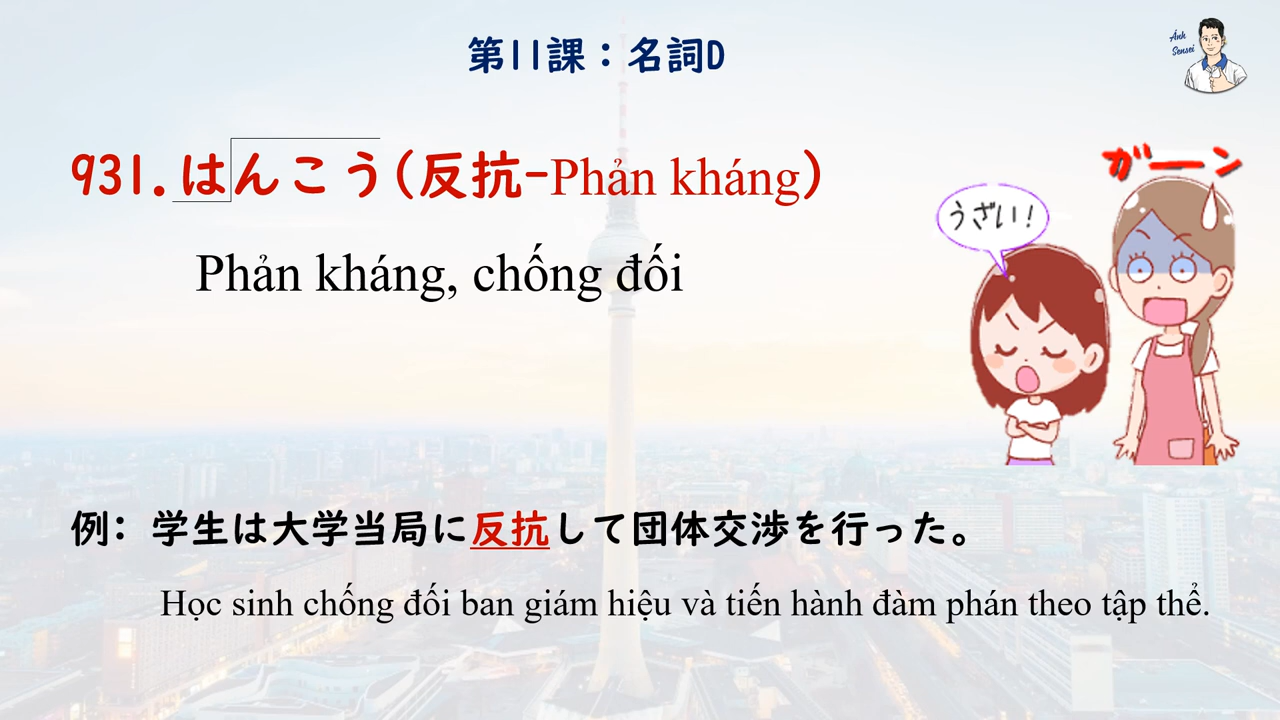 第11課：名詞D
Anh
Sensei
931.はんこう(反抗-Phản kháng)
ガーン
うざい！
Phản kháng, chống đối
例: 学生は大学当局に反抗して団体交渉を行った。
Học sinh chống đối ban giám hiệu và tiến hành đàm phán theo tập thể.